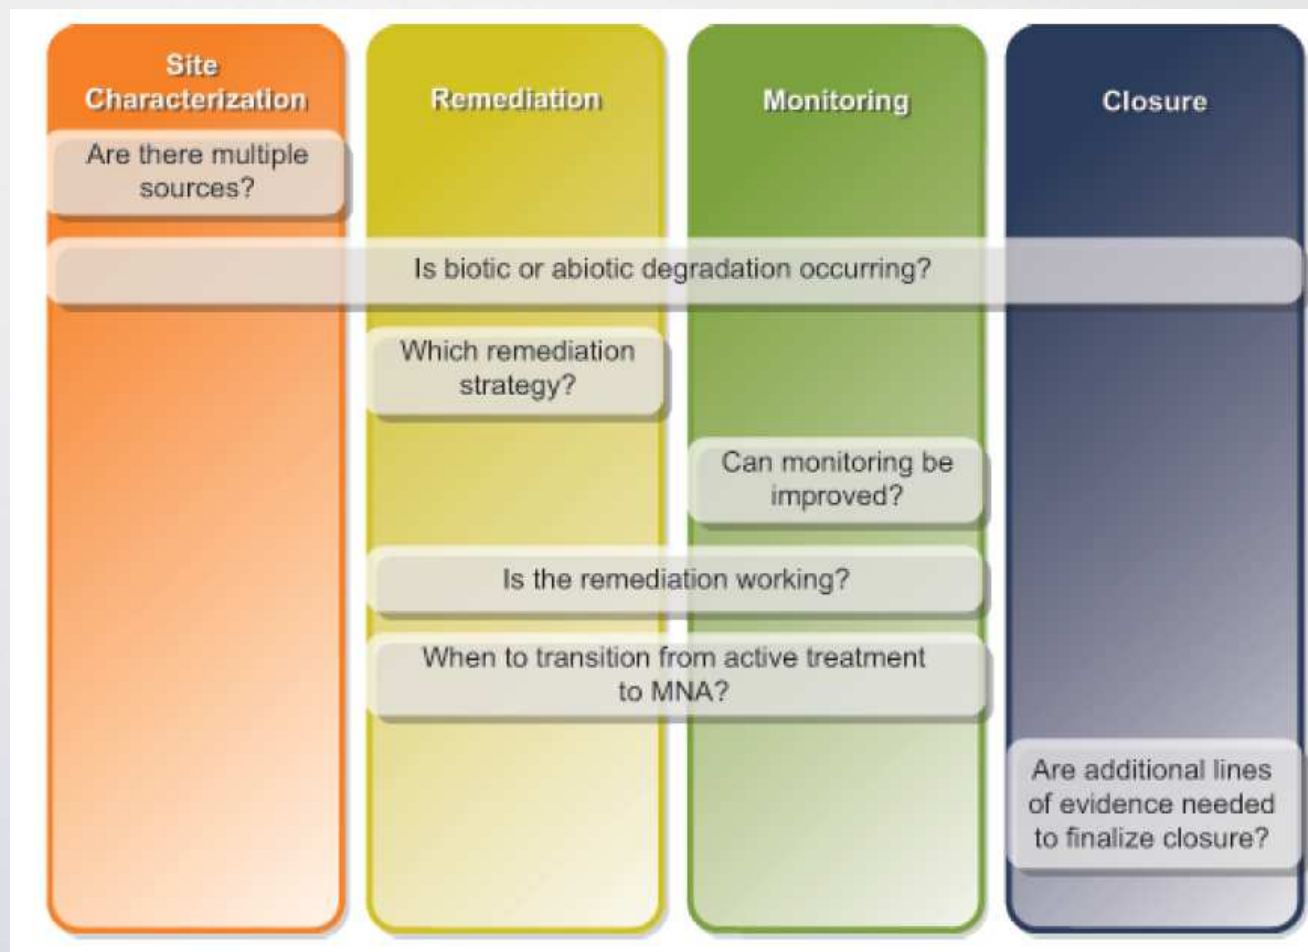 Site
Characterization
Remediation
Monitoring
Closure
Are there multiple
sources?
Is biotic or abiotic degradation occurring?
Which remediation
strategy?
Can monitoring be
improved?
Is the remediation working?
When to transition from active treatment
to MNA?
Are additional lines
of evidence needed
to finalize closure?